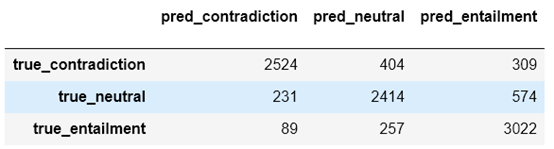 pred_contradiction pred_neutral pred_entailment
true_contradiction 2524 404 309
true_neutral 231 2414 574
true_entailment 89 257 3022